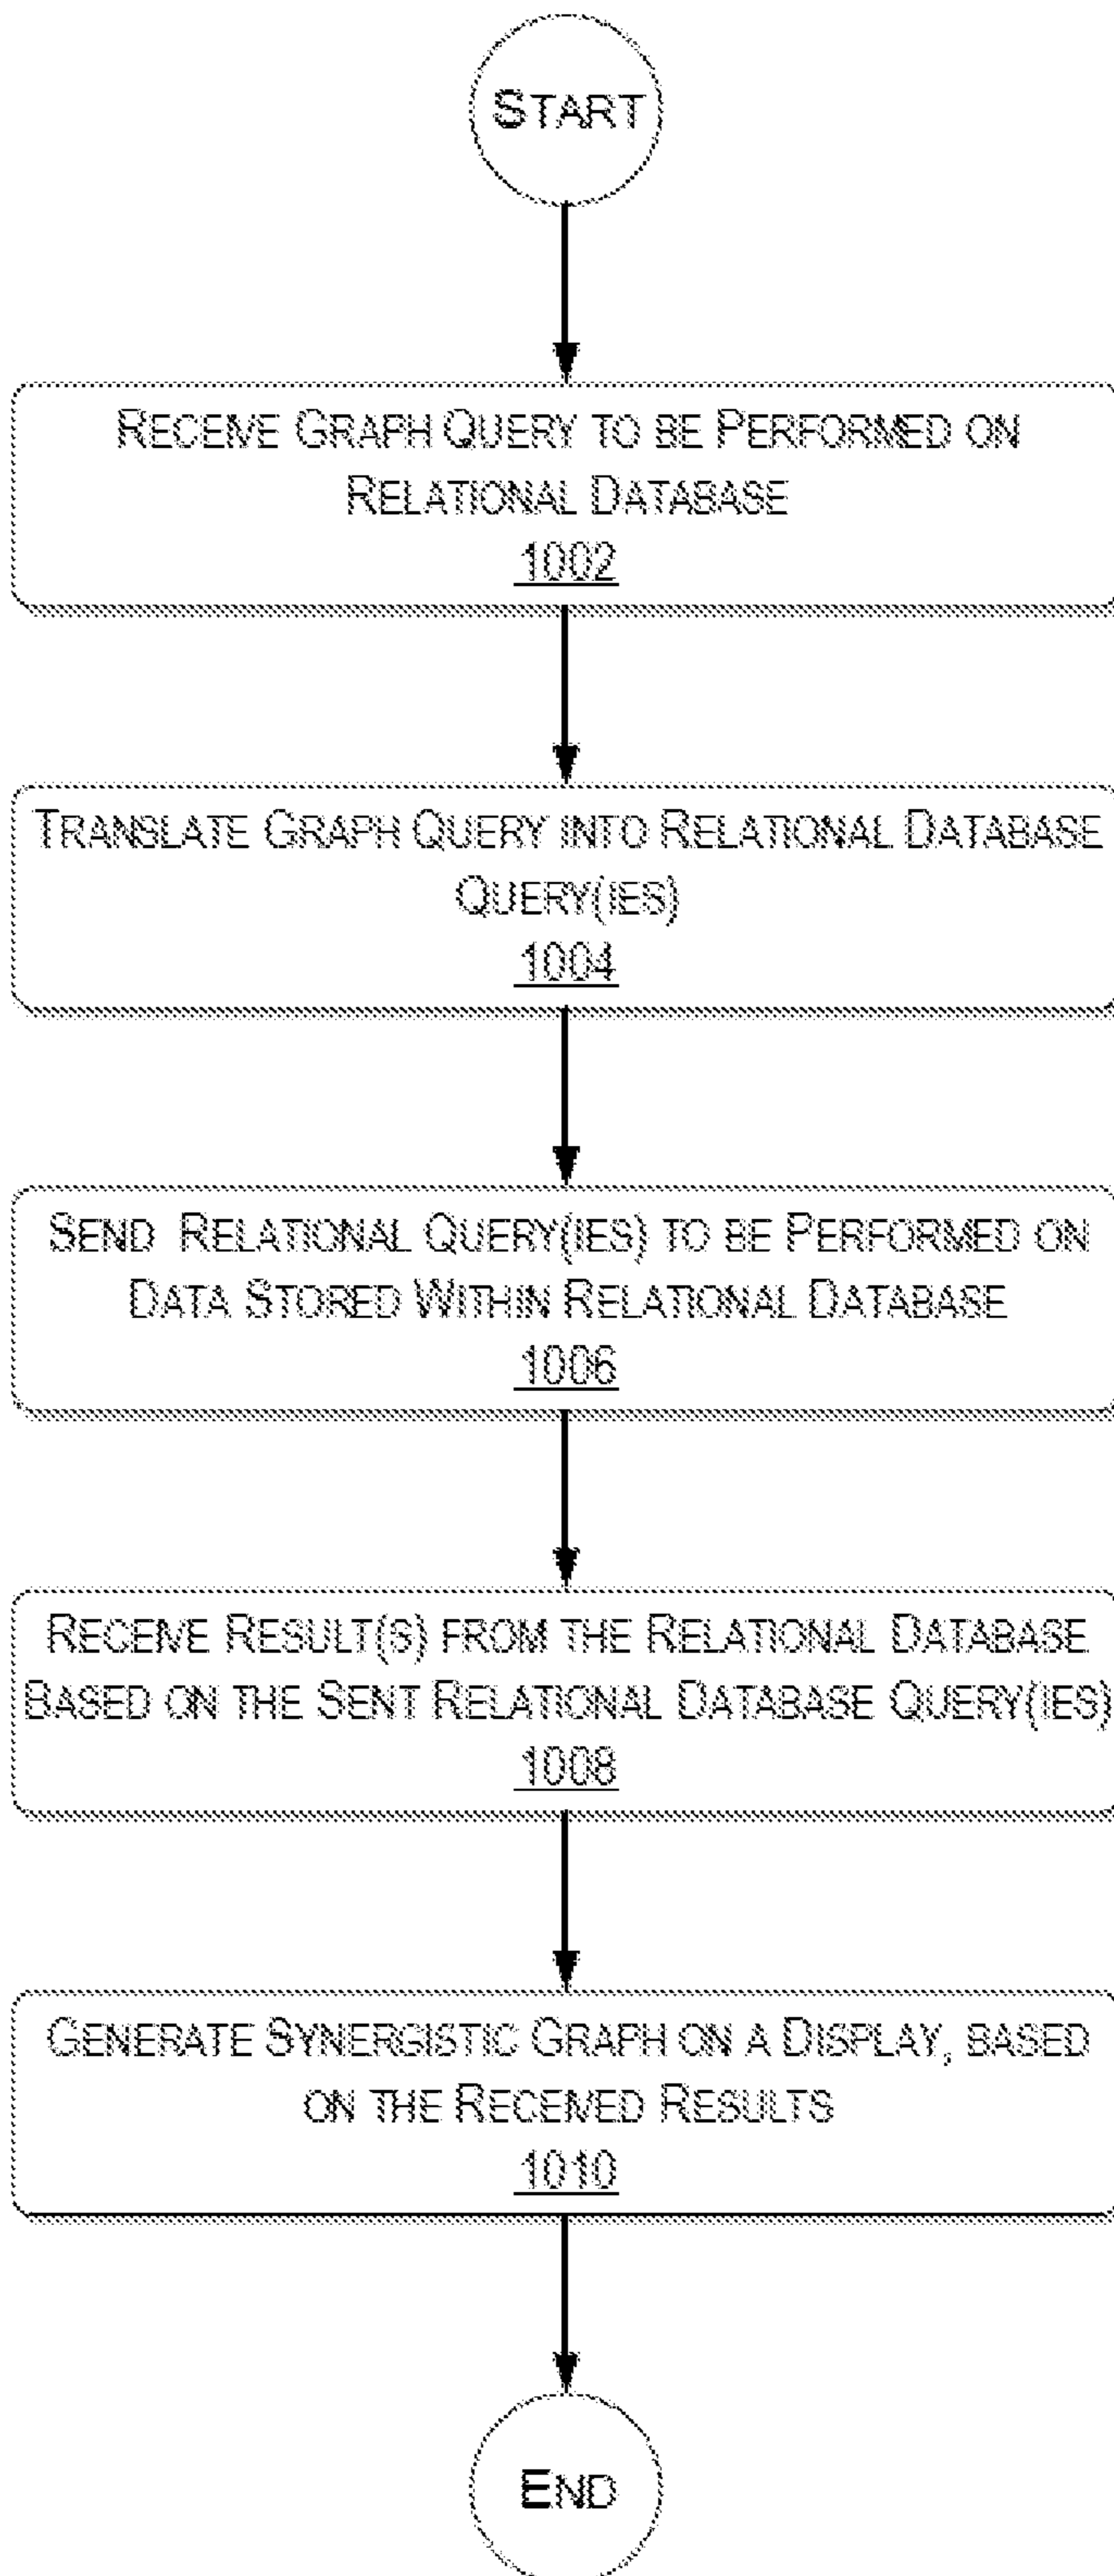 START
RECEIVE GRAPH QUERY TO BE PERFORMED ON
RELATIONAL DATABASE
1002
TRANSLATE GRAPH QUERY INTO RELATIONAL DATABASE
QUERY(IES)
1004
SEND RELATIONAL QUERY(IES) TO BE PERFORMED ON
DATA STORED WITHIN RELATIONAL DATABASE
1006
RECEIVE RESULT(S) FROM THE RELATIONAL DATABASE
BASED ON THE SENT RELATIONAL DATABASE QUERY(IES)
1008
GENERATE SYNERGISTIC GRAPH ON A DISPLAY, BASED
ON THE RECEIVED RESULTS
1010
END